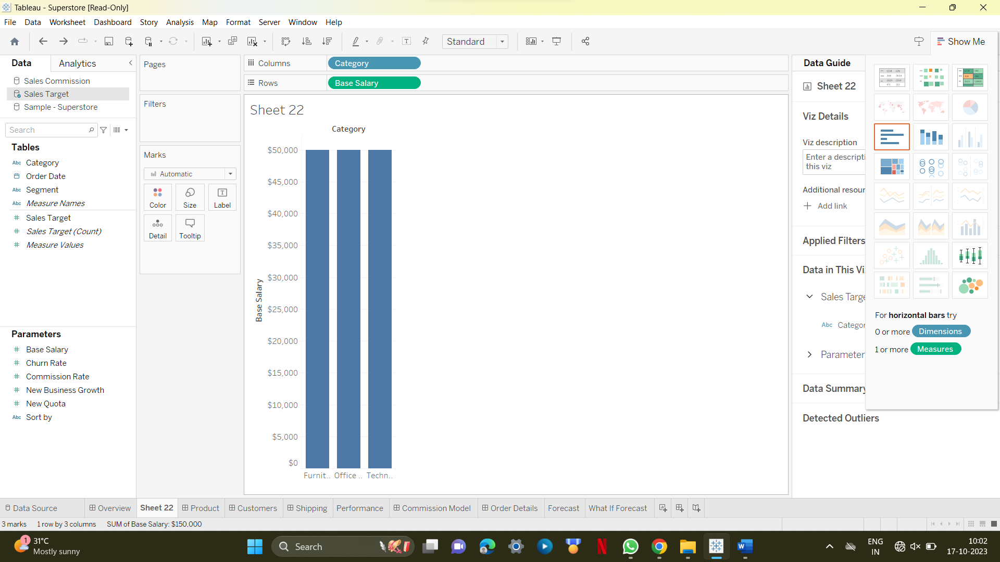 Tableau - Superstore [Read-Only]
File Data Worksheet Dashboard Story Analysis Map Format Server Window Help
Standard
Show Me
Data Analytics
Sales Commission
Sales Target
Sample - Superstore
Search
Tables
Abc Category
Order Date
Abc Segment
Abc Measure Names
Sales Target
Sales Target (Count)
Measure Values
Parameters
Base Salary
Churn Rate
Commission Rate
New Business Growth
New Quota
Abc Sort by
Pages
Filters
Marks
Automatic
Color Size Label
Detail Tooltip
Columns Category
Rows Base Salary
Sheet 22
Category
Base Salary
$50,000
$45,000
$40,000
$35,000
$30,000
$25,000
$20,000
$15,000
$10,000
$5,000
$0
Furnit.. Office .. Techn..
Data Guide
Sheet 22
Viz Details
Viz description
Enter a descripti
this viz
Additional resour
Add link
Applied Filters
Data in This Vi
Sales Targe
Abc Categor
Parameter
Data Summary
Detected Outliers
For horizontal bars try
0 or more Dimensions
1 or more Measures
Data Source Overview Sheet 22 Product Customers Shipping Performance Commission Model Order Details Forecast What If Forecast
3 marks 1 row by 3 columns SUM of Base Salary: $150,000
1
31°C
Mostly sunny
Search
ENG
IN
10:02
17-10-2023